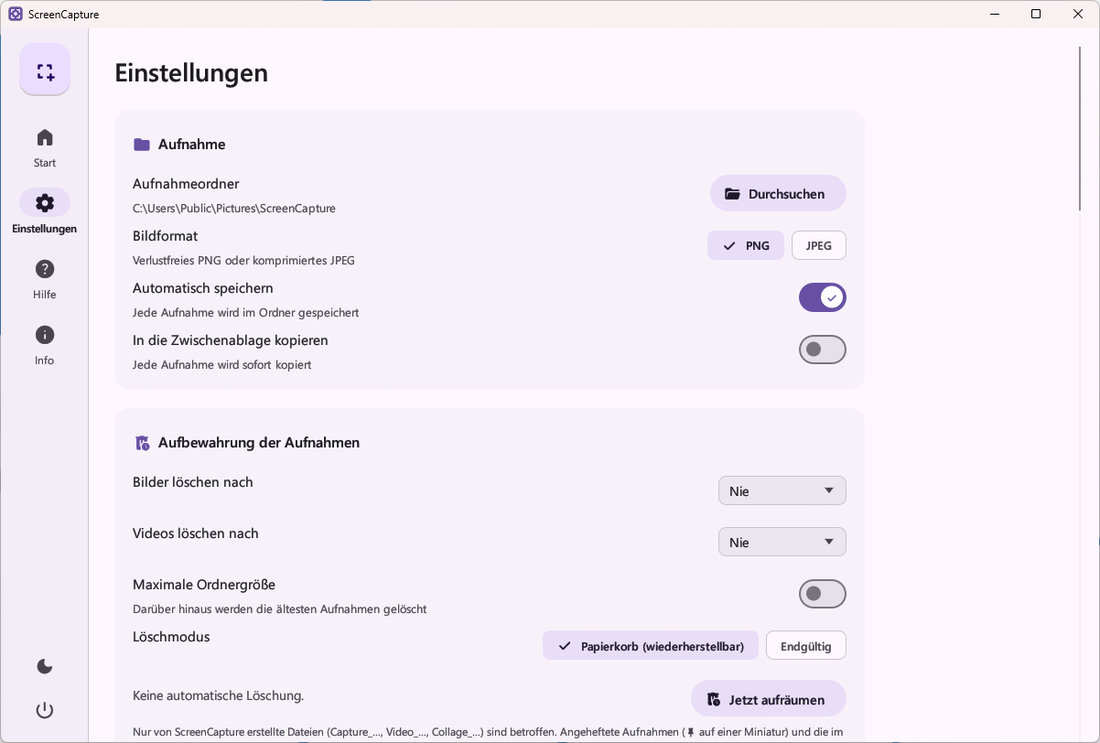 ScreenCapture
Einstellungen
Aufnahme
Aufnahmeordner
C:\Users\Public\Pictures\ScreenCapture
Durchsuchen
Bildformat
Verlustfreies PNG oder komprimiertes JPEG
PNG
JPEG
Automatisch speichern
Jede Aufnahme wird im Ordner gespeichert
In die Zwischenablage kopieren
Jede Aufnahme wird sofort kopiert
Start
Einstellungen
Hilfe
Info
Aufbewahrung der Aufnahmen
Bilder löschen nach
Nie
Videos löschen nach
Nie
Maximale Ordnergröße
Darüber hinaus werden die ältesten Aufnahmen gelöscht
Löschmodus
Papierkorb (wiederherstellbar)
Endgültig
Keine automatische Löschung.
Jetzt aufräumen
Nur von ScreenCapture erstellte Dateien (Capture_..., Video_..., Collage_...) sind betroffen. Angeheftete Aufnahmen (📌 auf einer Miniatur) und die im